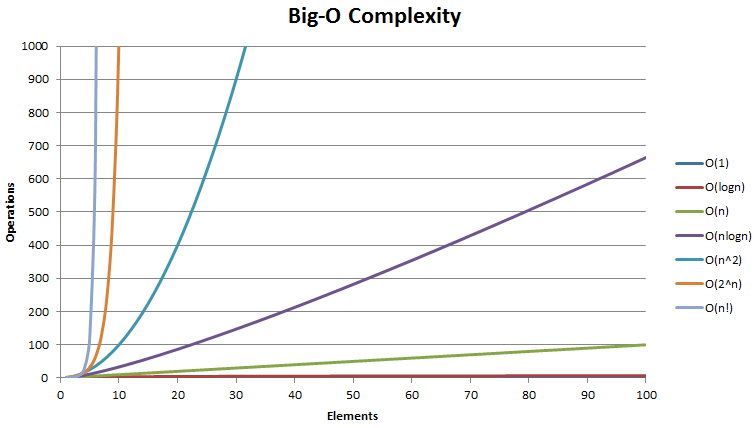 Big-O Complexity
1000
900
800
700
600
500
400
300
200
100
0
Operations
0 10 20 30 40 50 60 70 80 90 100
Elements
O(1)
O(logn)
O(n)
O(nlogn)
O(n^2)
O(2^n)
O(n!)